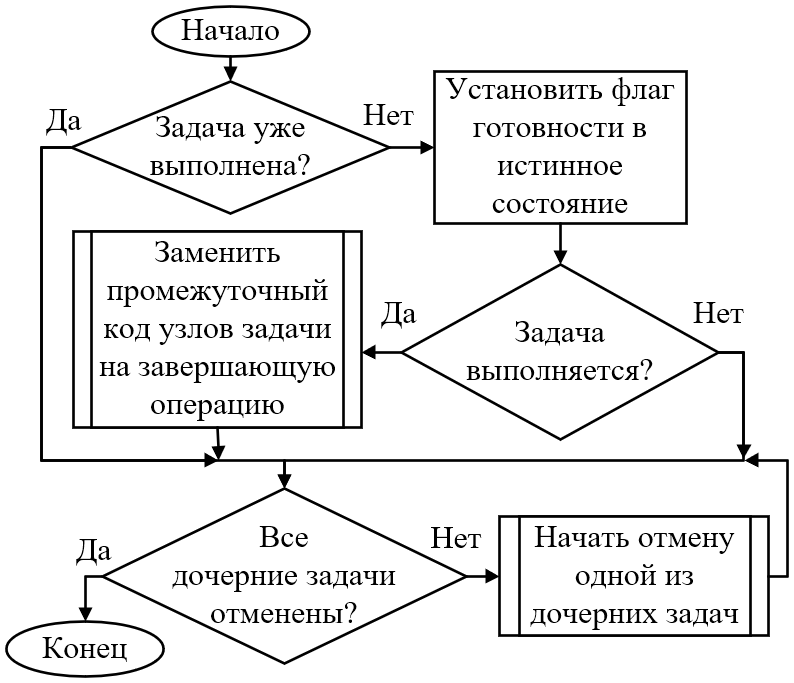 Начало
Да
Задача уже
выполнена?
Нет
Установить флаг
готовности в
истинное
состояние
Заменить
промежуточный
код узлов задачи
на завершающую
операцию
Да
Задача
выполняется?
Нет
Да
Все
дочерние задачи
отменены?
Нет
Начать отмену
одной из
дочерних задач
Конец